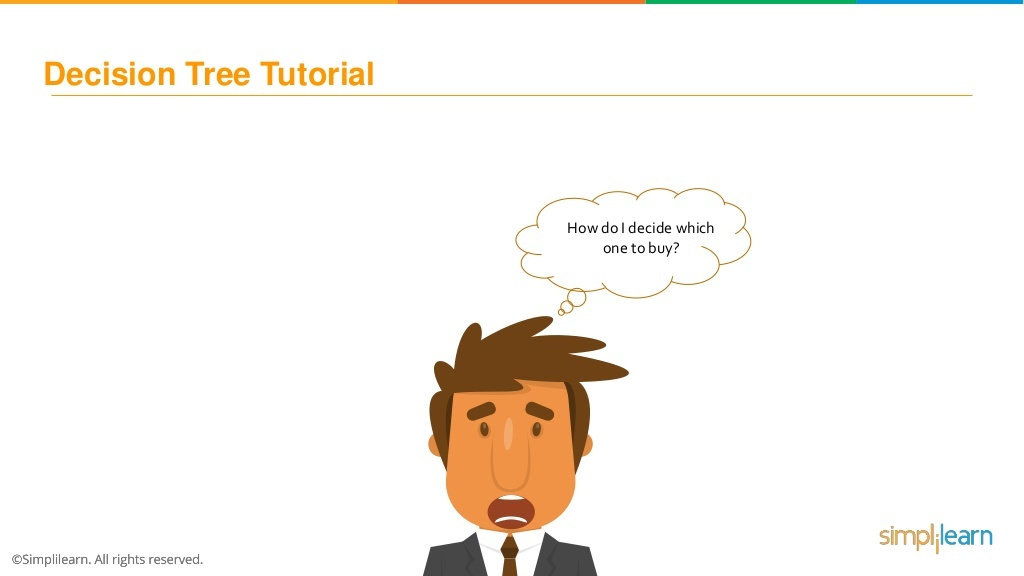 Decision Tree Tutorial
How do I decide which
one to buy?
simplilearn
©Simplilearn. All rights reserved.